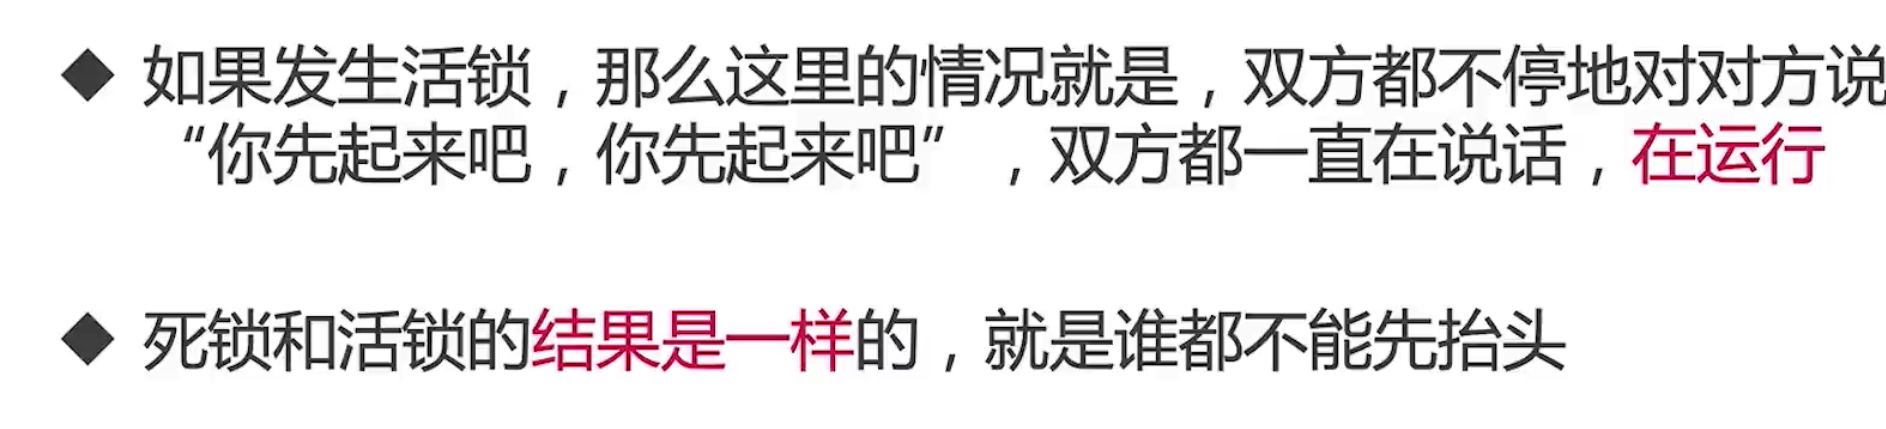 ◆ 如果发生活锁，那么这里的情况就是，双方都不停地对对方说
“你先起来吧，你先起来吧”，双方都一直在说话，在运行
◆ 死锁和活锁的结果是一样的，就是谁都不能先抬头